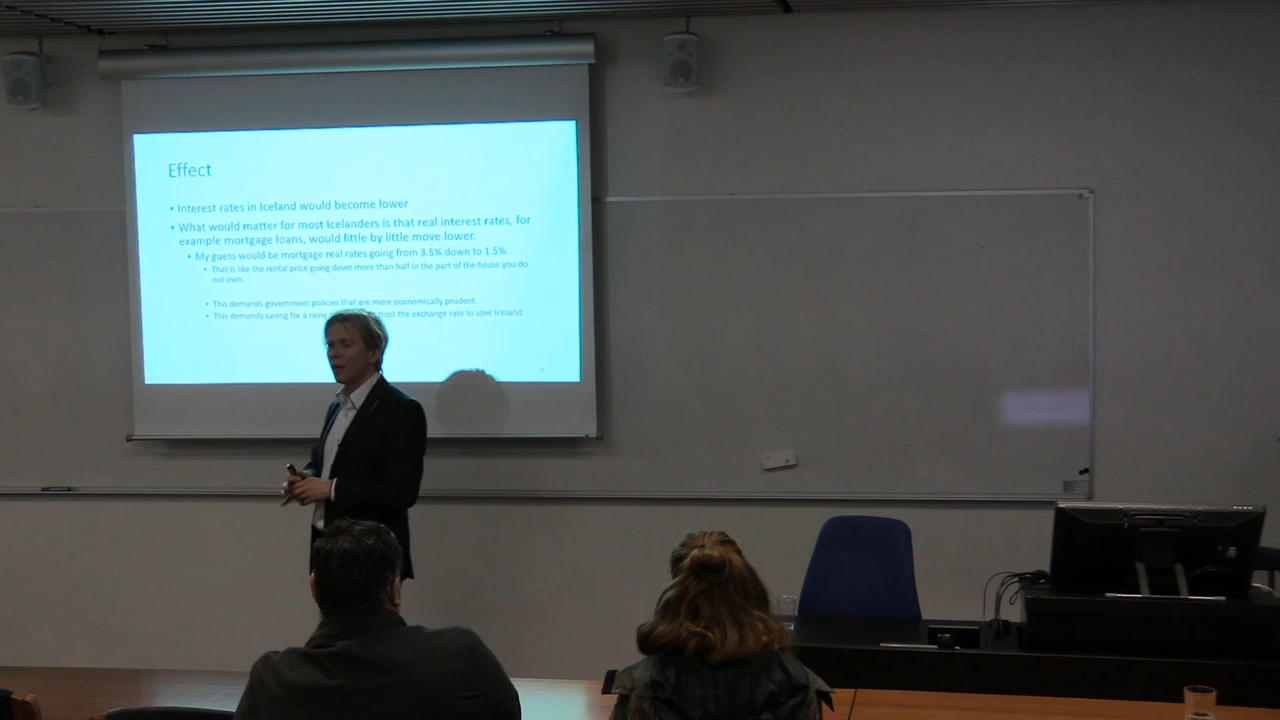 Effect
• Interest rates in Iceland would become lower
• What would matter for most Icelanders is that real interest rates, for
example mortgage loans, would little by little move lower.
• My guess would be mortgage real rates going from 3.5% down to 1.5%.
• That is like the rental price going down more than half in the part of the house you do
not own.
• This demands government policies that are more economically prudent.
• This demands saving for a rainy trust the exchange rate to save Iceland